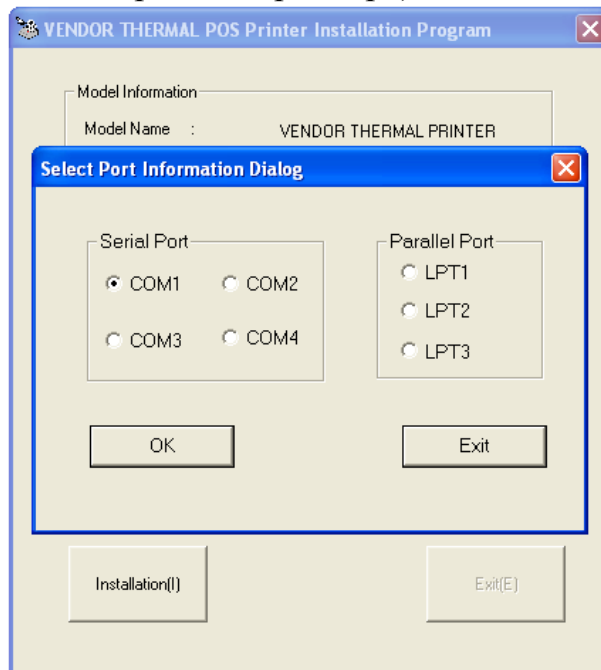 VENDOR THERMAL POS Printer Installation Program
Model Information
Model Name : VENDOR THERMAL PRINTER
Select Port Information Dialog
Serial Port Parallel Port
COM1 COM2 LPT1
LPT2
COM3 COM4 LPT3
OK Exit
Installation(I) Exit(E)